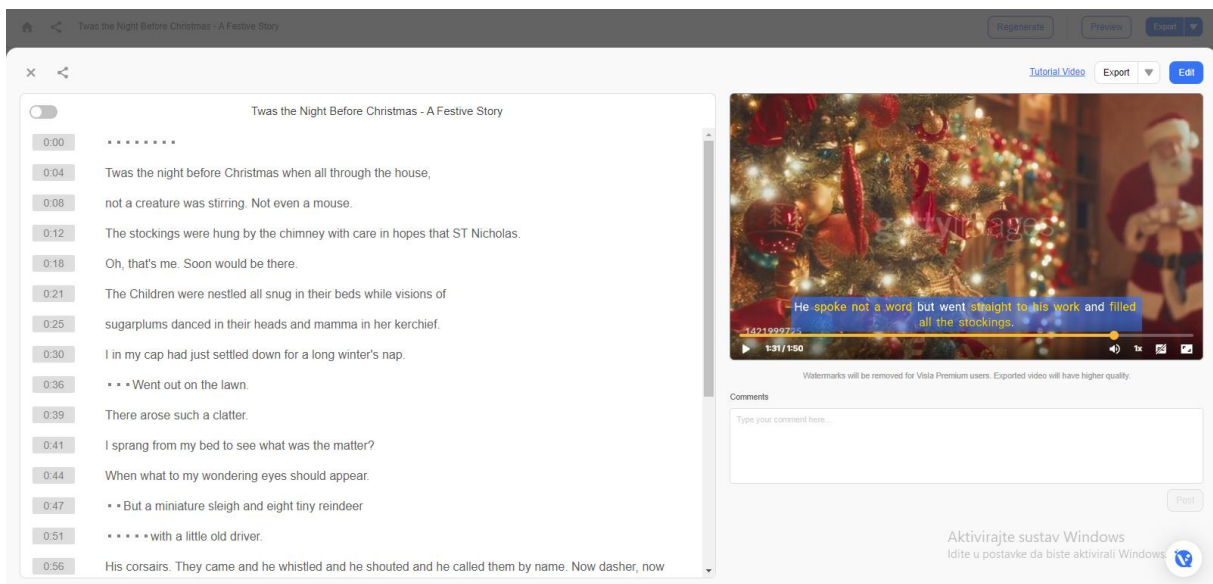 Twas the Night Before Christmas - A Festive Story
Regenerate
Preview
Export
Tutorial Video
Export
Edit
Twas the Night Before Christmas - A Festive Story
0:00 ▪ ▪ ▪ ▪ ▪ ▪ ▪ ▪
0:04 Twas the night before Christmas when all through the house,
0:08 not a creature was stirring. Not even a mouse.
0:12 The stockings were hung by the chimney with care in hopes that ST Nicholas.
0:18 Oh, that's me. Soon would be there.
0:21 The Children were nestled all snug in their beds while visions of
0:25 sugarplums danced in their heads and mamma in her kerchief.
0:30 I in my cap had just settled down for a long winter's nap.
0:36 ▪ ▪ ▪ Went out on the lawn.
0:39 There arose such a clatter.
0:41 I sprang from my bed to see what was the matter?
0:44 When what to my wondering eyes should appear.
0:47 ▪ ▪ But a miniature sleigh and eight tiny reindeer
0:51 ▪ ▪ ▪ ▪ ▪ with a little old driver.
0:56 His corsairs. They came and he whistled and he shouted and he called them by name. Now dasher, now
gettyimages
He spoke not a word but went straight to his work and filled
all the stockings.
1421999725
1:31 / 1:50
1x
Watermarks will be removed for Visla Premium users. Exported video will have higher quality.
Comments
Type your comment here...
Post
Aktivirajte sustav Windows
Idite u postavke da biste aktivirali Windows.